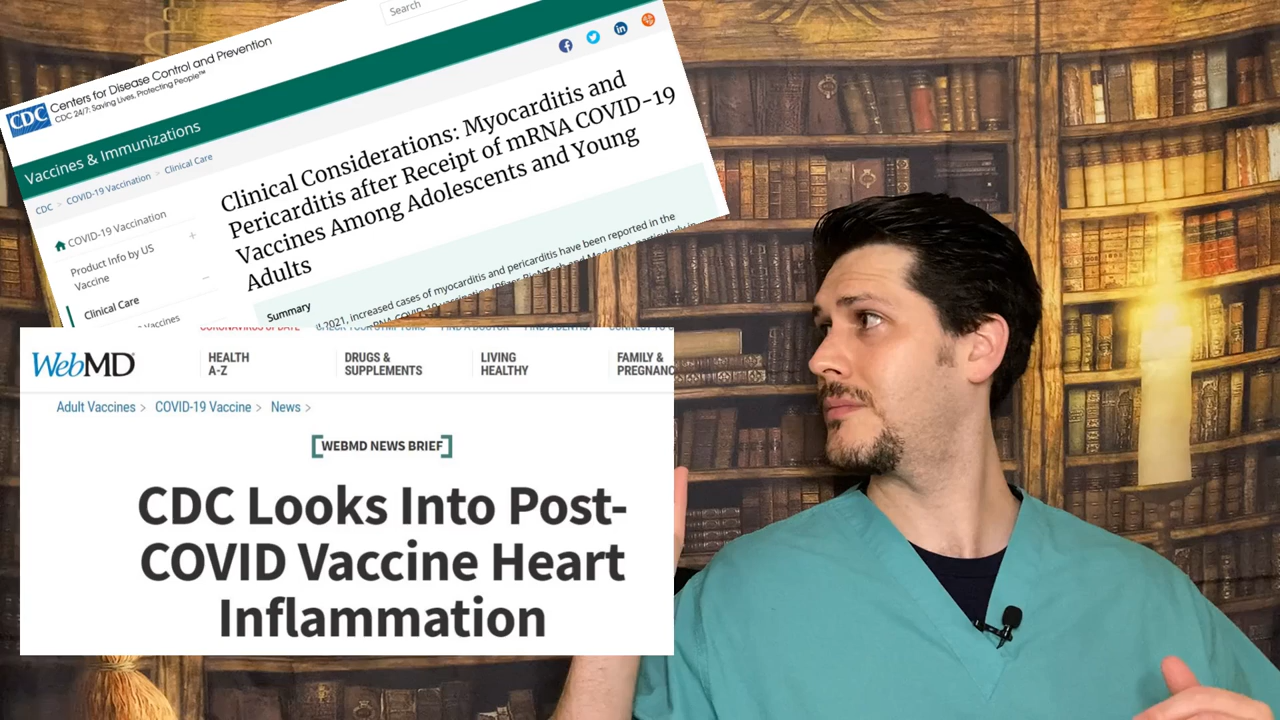 Search
CDC Centers for Disease Control and Prevention
CDC 24/7: Saving Lives, Protecting People™
Vaccines & Immunizations
CDC > COVID-19 Vaccination > Clinical Care
COVID-19 Vaccination
Product Info by US
Vaccine
Clinical Care
Vaccines
Clinical Considerations: Myocarditis and
Pericarditis after Receipt of mRNA COVID-19
Vaccines Among Adolescents and Young
Adults
Summary
2021, increased cases of myocarditis and pericarditis have been reported in the
WebMD
HEALTH
A-Z
DRUGS &
SUPPLEMENTS
LIVING
HEALTHY
FAMILY &
Adult Vaccines > COVID-19 Vaccine > News >
[WEBMD NEWS BRIEF]
CDC Looks Into Post-
COVID Vaccine Heart
Inflammation